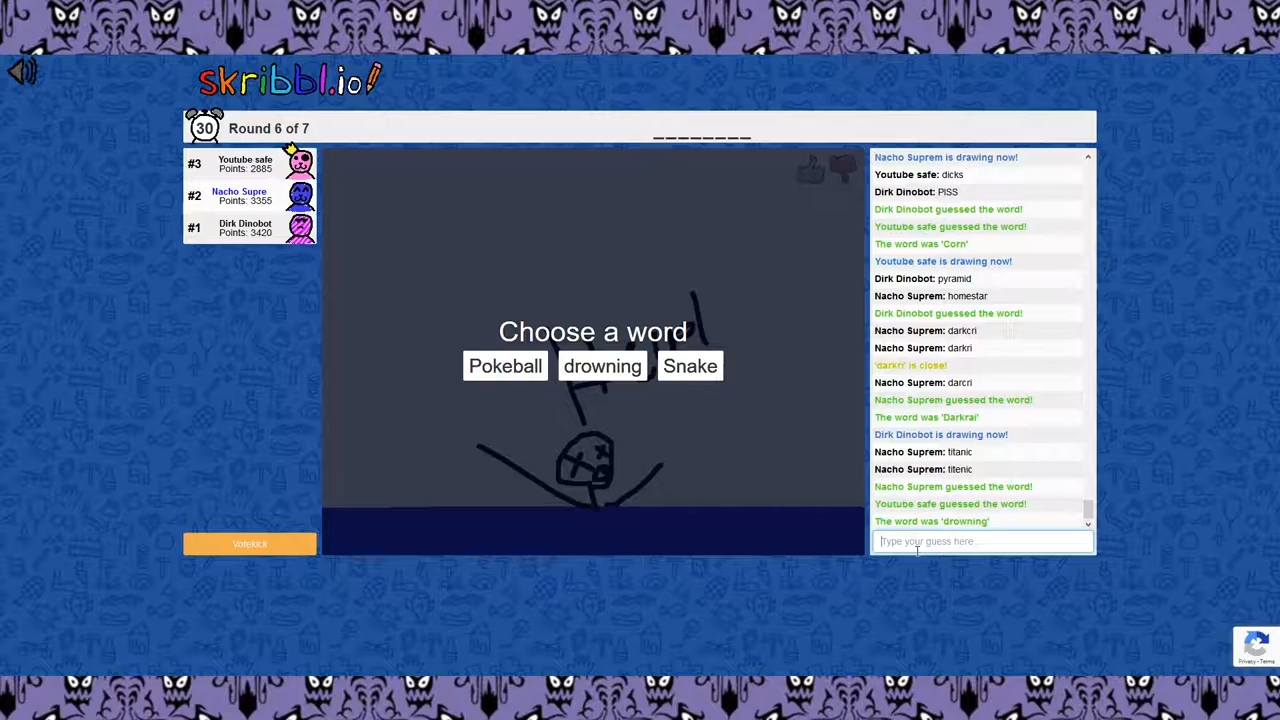 skribbl.io
30
Round 6 of 7
________
#3
Youtube safe
Points: 2885
#2
Nacho Supre
Points: 3355
#1
Dirk Dinobot
Points: 3420
Votekick
Choose a word
Pokeball
drowning
Snake
Nacho Suprem is drawing now!
Youtube safe: dicks
Dirk Dinobot: PISS
Dirk Dinobot guessed the word!
Youtube safe guessed the word!
The word was 'Corn'
Youtube safe is drawing now!
Dirk Dinobot: pyramid
Nacho Suprem: homestar
Dirk Dinobot guessed the word!
Nacho Suprem: darkcri
Nacho Suprem: darkri
'darkri' is close!
Nacho Suprem: darcri
Nacho Suprem guessed the word!
The word was 'Darkrai'
Dirk Dinobot is drawing now!
Nacho Suprem: titanic
Nacho Suprem: titenic
Nacho Suprem guessed the word!
Youtube safe guessed the word!
The word was 'drowning'
Type your guess here...
Privacy - Terms